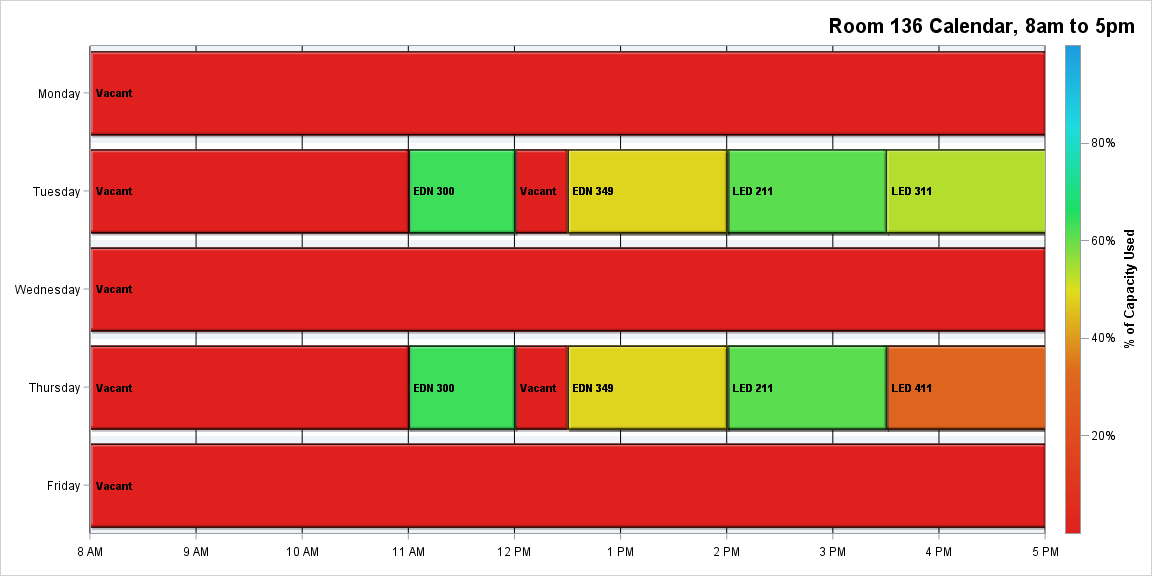 Room 136 Calendar, 8am to 5pm
Monday
Vacant
Tuesday
Vacant
EDN 300
Vacant
EDN 349
LED 211
LED 311
Wednesday
Vacant
Thursday
Vacant
EDN 300
Vacant
EDN 349
LED 211
LED 411
Friday
Vacant
8 AM
9 AM
10 AM
11 AM
12 PM
1 PM
2 PM
3 PM
4 PM
5 PM
80%
60%
40%
20%
% of Capacity Used